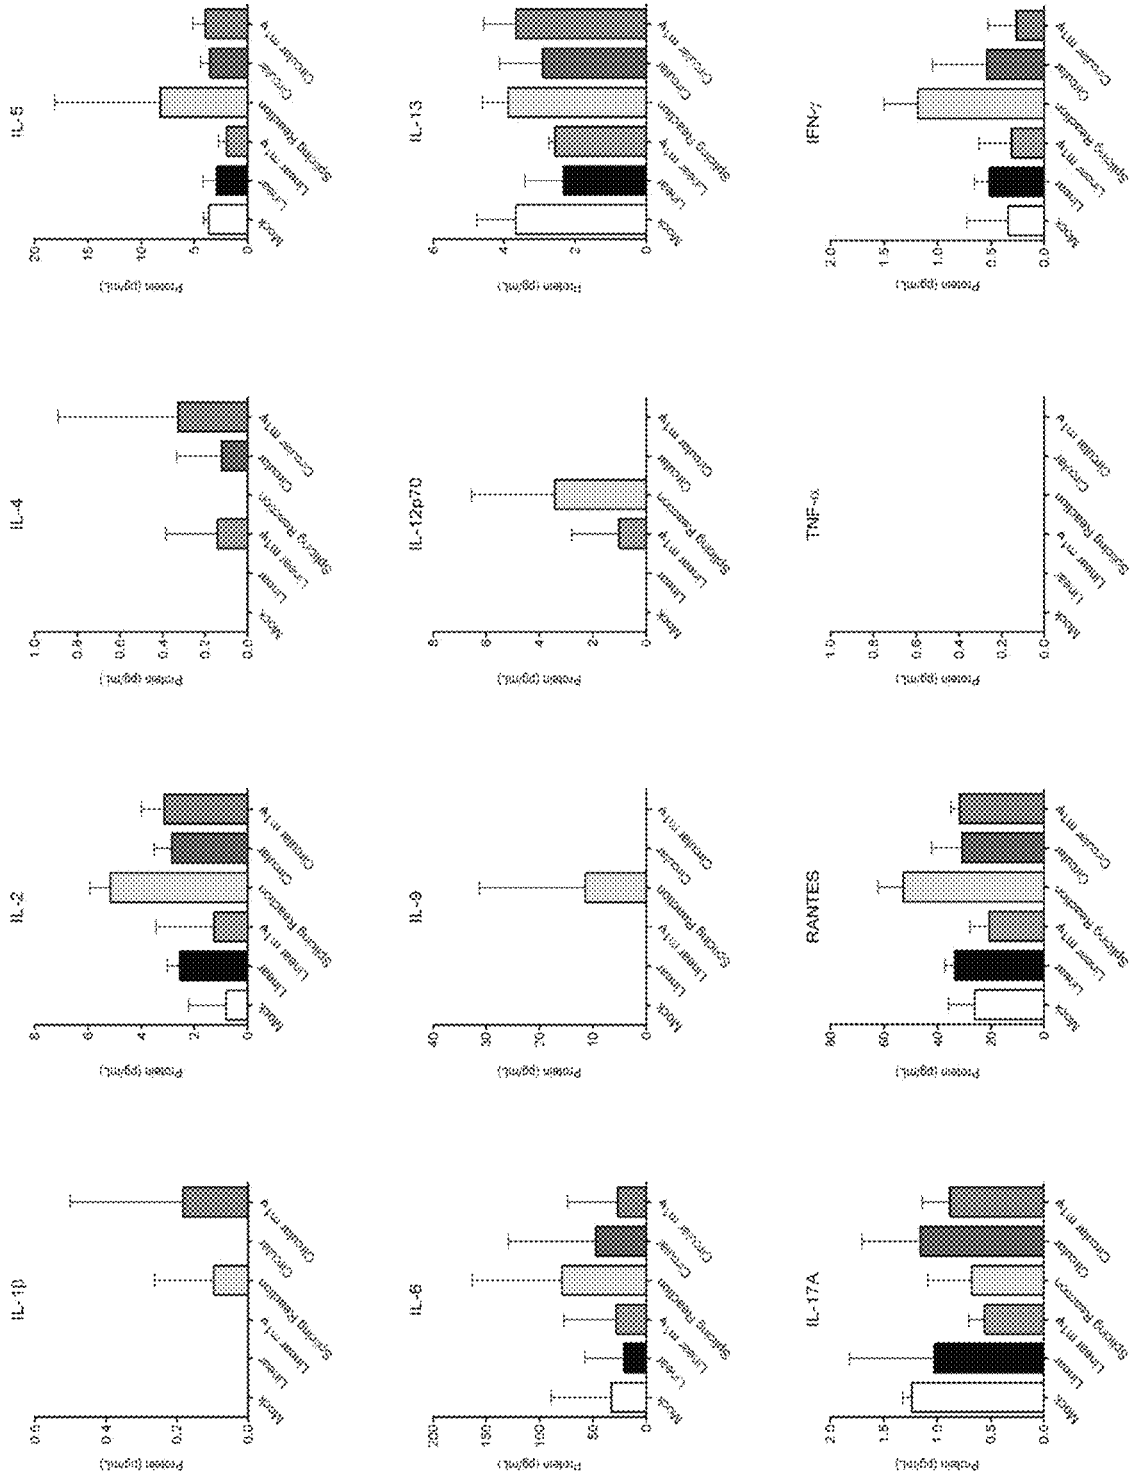 IL-1β
Protein (pg/mL)
0.6
0.4
0.2
0.0
Mock
Linear
Linear m1ψ
Splicing Reaction
Circular
Circular m1ψ
IL-2
Protein (pg/mL)
8
6
4
2
0
Mock
Linear
Linear m1ψ
Splicing Reaction
Circular
Circular m1ψ
IL-4
Protein (pg/mL)
1.0
0.8
0.6
0.4
0.2
0.0
Mock
Linear
Linear m1ψ
Splicing Reaction
Circular
Circular m1ψ
IL-5
Protein (pg/mL)
20
15
10
5
0
Mock
Linear
Linear m1ψ
Splicing Reaction
Circular
Circular m1ψ
IL-6
Protein (pg/mL)
200
150
100
50
0
Mock
Linear
Linear m1ψ
Splicing Reaction
Circular
Circular m1ψ
IL-9
Protein (pg/mL)
40
30
20
10
0
Mock
Linear
Linear m1ψ
Splicing Reaction
Circular
Circular m1ψ
IL-12p70
Protein (pg/mL)
8
6
4
2
0
Mock
Linear
Linear m1ψ
Splicing Reaction
Circular
Circular m1ψ
IL-13
Protein (pg/mL)
6
4
2
0
Mock
Linear
Linear m1ψ
Splicing Reaction
Circular
Circular m1ψ
IL-17A
Protein (pg/mL)
2.0
1.5
1.0
0.5
0.0
Mock
Linear
Linear m1ψ
Splicing Reaction
Circular
Circular m1ψ
RANTES
Protein (pg/mL)
80
60
40
20
0
Mock
Linear
Linear m1ψ
Splicing Reaction
Circular
Circular m1ψ
TNF-α
Protein (pg/mL)
1.0
0.8
0.6
0.4
0.2
0.0
Mock
Linear
Linear m1ψ
Splicing Reaction
Circular
Circular m1ψ
IFN-γ
Protein (pg/mL)
2.0
1.5
1.0
0.5
0.0
Mock
Linear
Linear m1ψ
Splicing Reaction
Circular
Circular m1ψ